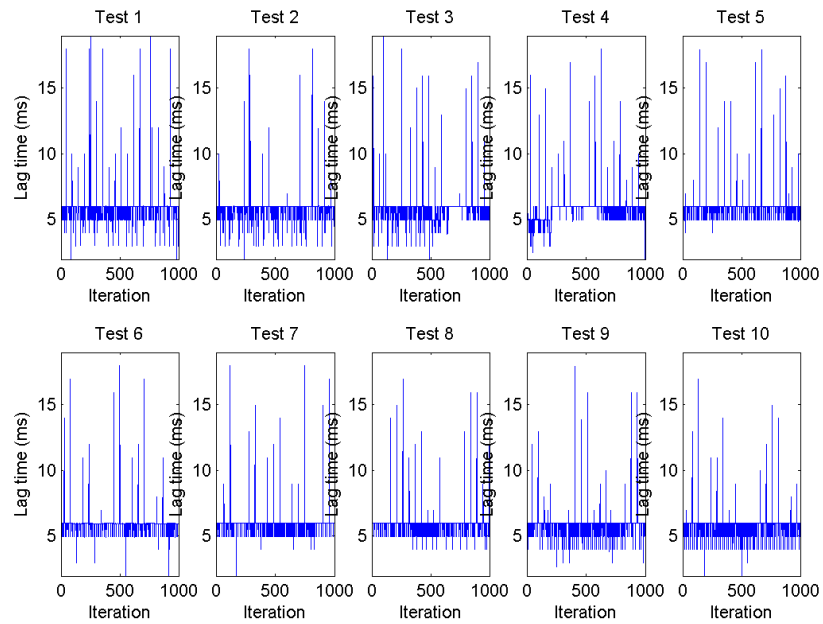 Test 1 Test 2 Test 3 Test 4 Test 5
Lag time (ms) Lag time (ms) Lag time (ms) Lag time (ms) Lag time (ms)
15 15 15 15 15
10 10 10 10 10
5 5 5 5 5
0 500 1000 0 500 1000 0 500 1000 0 500 1000 0 500 1000
Iteration Iteration Iteration Iteration Iteration
Test 6 Test 7 Test 8 Test 9 Test 10
Lag time (ms) Lag time (ms) Lag time (ms) Lag time (ms) Lag time (ms)
15 15 15 15 15
10 10 10 10 10
5 5 5 5 5
0 500 1000 0 500 1000 0 500 1000 0 500 1000 0 500 1000
Iteration Iteration Iteration Iteration Iteration